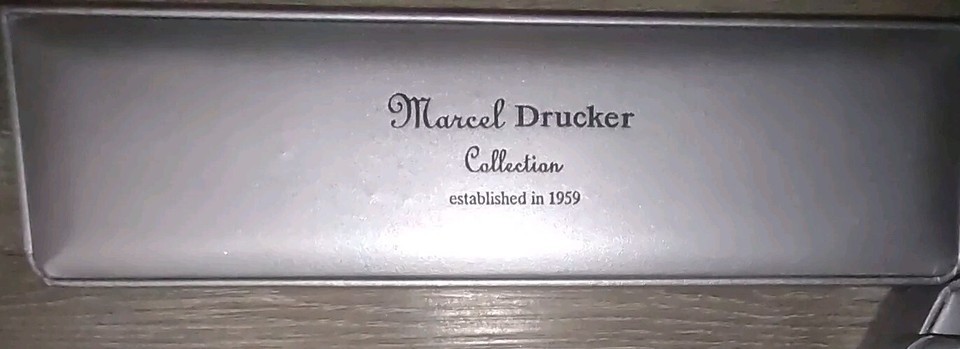 Marcel Drucker
Collection
established in 1959